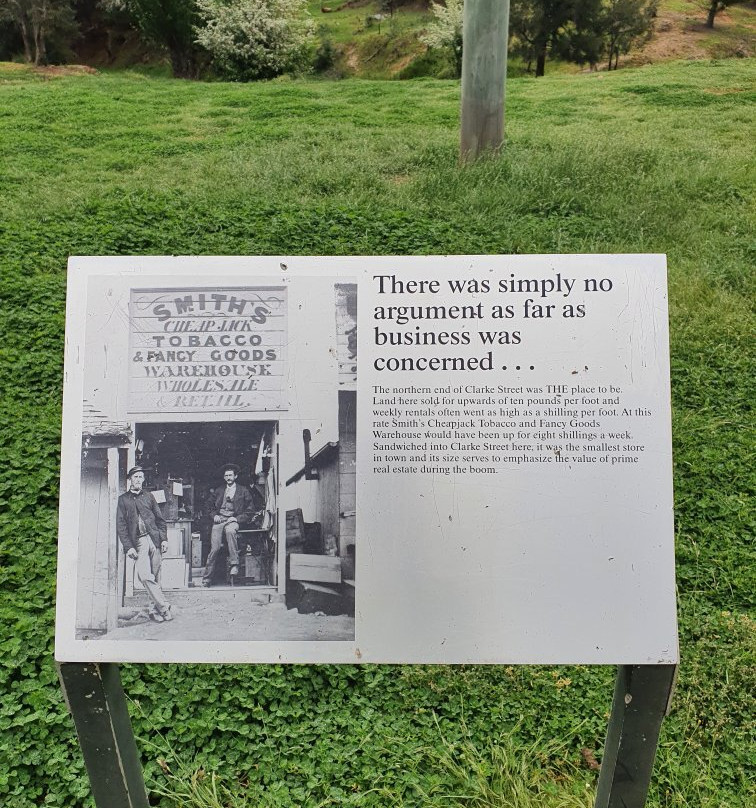 SMITH'S
CHEAP JACK
TOBACCO
& FANCY GOODS
WAREHOUSE
WHOLESALE
& RETAIL.
There was simply no
argument as far as
business was
concerned . . .
The northern end of Clarke Street was THE place to be.
Land here sold for upwards of ten pounds per foot and
weekly rentals often went as high as a shilling per foot. At this
rate Smith's Cheapjack Tobacco and Fancy Goods
Warehouse would have been up for eight shillings a week.
Sandwiched into Clarke Street here, it was the smallest store
in town and its size serves to emphasize the value of prime
real estate during the boom.